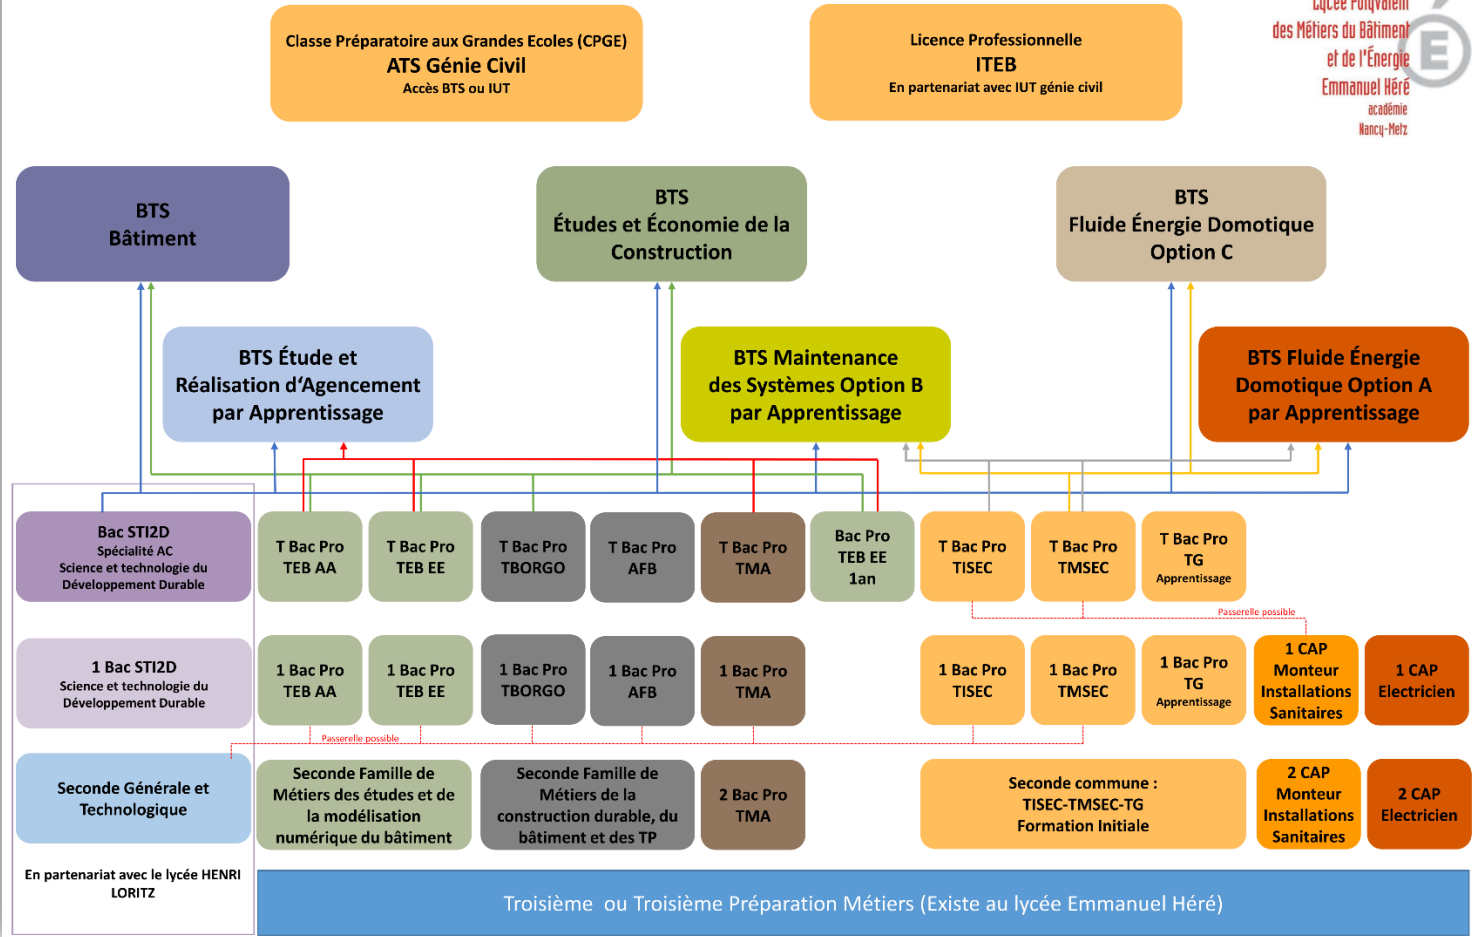 Lycée Polyvalent
des Métiers du Bâtiment
et de l'Énergie
Emmanuel Héré
académie
Nancy-Metz
É
Classe Préparatoire aux Grandes Ecoles (CPGE)
ATS Génie Civil
Accès BTS ou IUT
Licence Professionnelle
ITEB
En partenariat avec IUT génie civil
BTS
Bâtiment
BTS
Études et Économie de la
Construction
BTS
Fluide Énergie Domotique
Option C
BTS Étude et
Réalisation d'Agencement
par Apprentissage
BTS Maintenance
des Systèmes Option B
par Apprentissage
BTS Fluide Énergie
Domotique Option A
par Apprentissage
Bac STI2D
Spécialité AC
Science et technologie du
Développement Durable
T Bac Pro
TEB AA
T Bac Pro
TEB EE
T Bac Pro
TBORGO
T Bac Pro
AFB
T Bac Pro
TMA
Bac Pro
TEB EE
1an
T Bac Pro
TISEC
T Bac Pro
TMSEC
T Bac Pro
TG
Apprentissage
Passerelle possible
1 Bac STI2D
Science et technologie du
Développement Durable
1 Bac Pro
TEB AA
1 Bac Pro
TEB EE
1 Bac Pro
TBORGO
1 Bac Pro
AFB
1 Bac Pro
TMA
1 Bac Pro
TISEC
1 Bac Pro
TMSEC
1 Bac Pro
TG
Apprentissage
1 CAP
Monteur
Installations
Sanitaires
1 CAP
Electricien
Passerelle possible
Seconde Générale et
Technologique
Seconde Famille de
Métiers des études et de
la modélisation
numérique du bâtiment
Seconde Famille de
Métiers de la
construction durable, du
bâtiment et des TP
2 Bac Pro
TMA
Seconde commune :
TISEC-TMSEC-TG
Formation Initiale
2 CAP
Monteur
Installations
Sanitaires
2 CAP
Electricien
En partenariat avec le lycée HENRI
LORITZ
Troisième ou Troisième Préparation Métiers (Existe au lycée Emmanuel Héré)